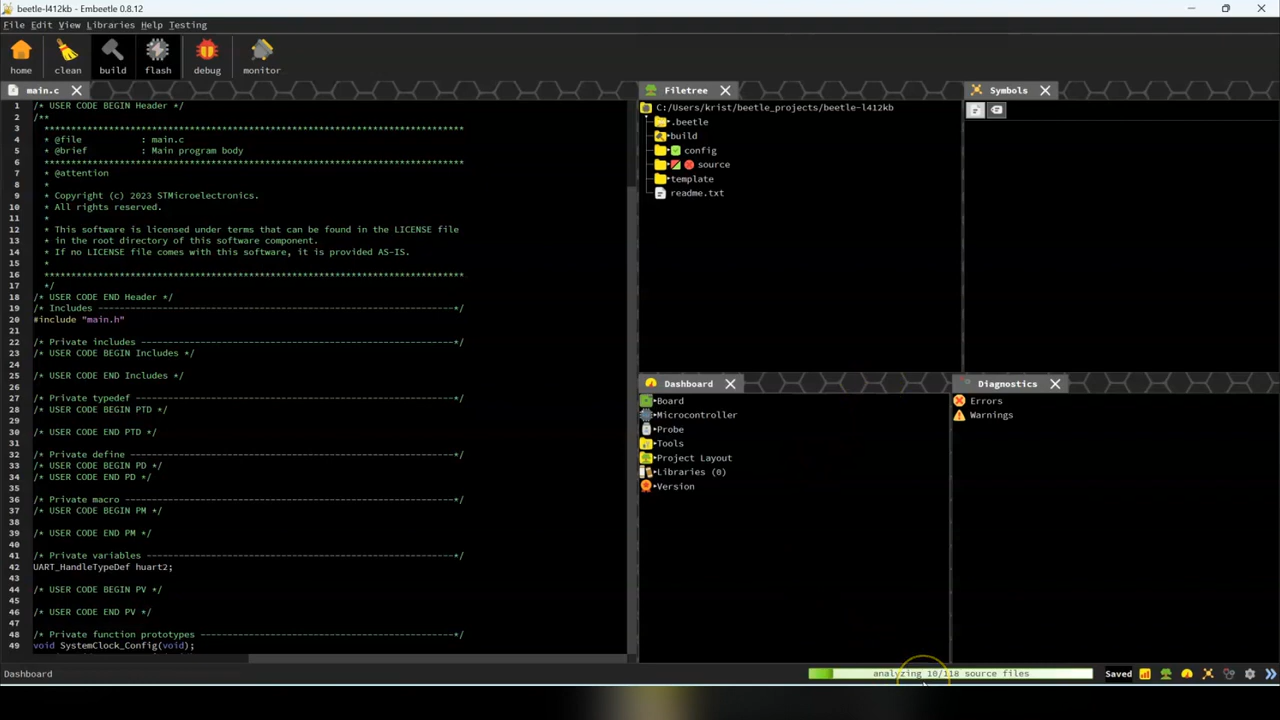 beetle-l412kb - Embeetle 0.8.12
File Edit View Libraries Help Testing
home clean build flash debug monitor
main.c
1 /* USER CODE BEGIN Header */
2 /**
3 ******************************************************************************
4 * @file : main.c
5 * @brief : Main program body
6 ******************************************************************************
7 * @attention
8 *
9 * Copyright (c) 2023 STMicroelectronics.
10 * All rights reserved.
11 *
12 * This software is licensed under terms that can be found in the LICENSE file
13 * in the root directory of this software component.
14 * If no LICENSE file comes with this software, it is provided AS-IS.
15 *
16 ******************************************************************************
17 */
18 /* USER CODE END Header */
19 /* Includes ------------------------------------------------------------------*/
20 #include "main.h"
21
22 /* Private includes ----------------------------------------------------------*/
23 /* USER CODE BEGIN Includes */
24
25 /* USER CODE END Includes */
26
27 /* Private typedef -----------------------------------------------------------*/
28 /* USER CODE BEGIN PTD */
29
30 /* USER CODE END PTD */
31
32 /* Private define ------------------------------------------------------------*/
33 /* USER CODE BEGIN PD */
34 /* USER CODE END PD */
35
36 /* Private macro -------------------------------------------------------------*/
37 /* USER CODE BEGIN PM */
38
39 /* USER CODE END PM */
40
41 /* Private variables ---------------------------------------------------------*/
42 UART_HandleTypeDef huart2;
43
44 /* USER CODE BEGIN PV */
45
46 /* USER CODE END PV */
47
48 /* Private function prototypes -----------------------------------------------*/
49 void SystemClock_Config(void);
Filetree
C:/Users/krist/beetle_projects/beetle-l412kb
.beetle
build
config
source
template
readme.txt
Symbols
Dashboard
Board
Microcontroller
Probe
Tools
Project Layout
Libraries (0)
Version
Diagnostics
Errors
Warnings
Dashboard
analyzing 10/118 source files
Saved